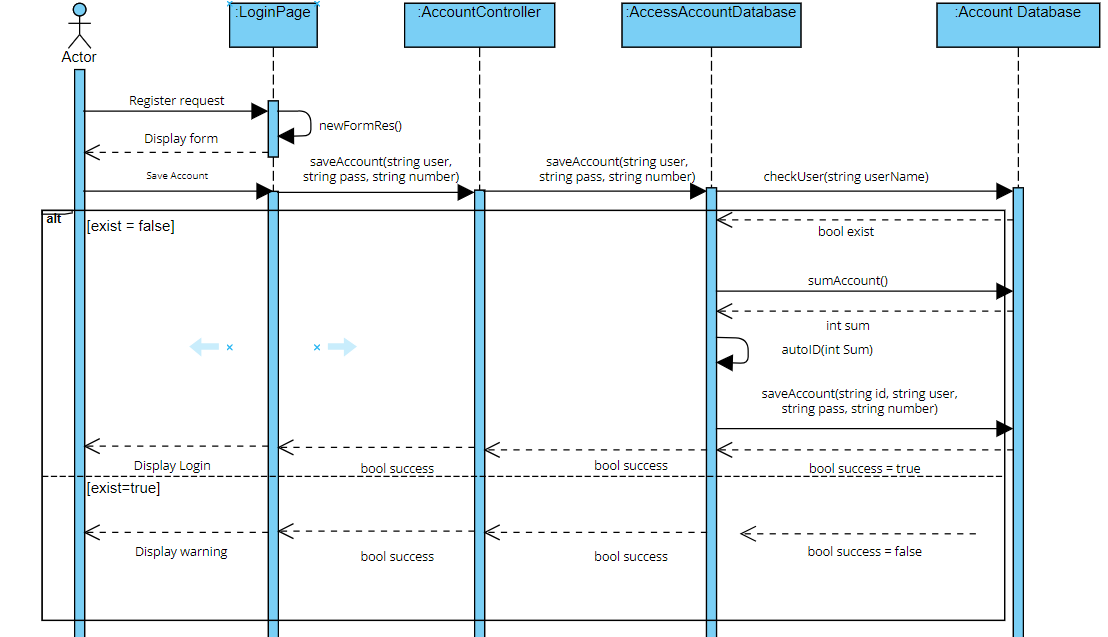 :LoginPage
:AccountController
:AccessAccountDatabase
:Account Database
Actor
Register request
newFormRes()
Display form
Save Account
saveAccount(string user,
string pass, string number)
saveAccount(string user,
string pass, string number)
checkUser(string userName)
alt
[exist = false]
bool exist
sumAccount()
int sum
autoID(int Sum)
saveAccount(string id, string user,
string pass, string number)
Display Login
bool success
bool success
bool success = true
[exist=true]
Display warning
bool success
bool success
bool success = false